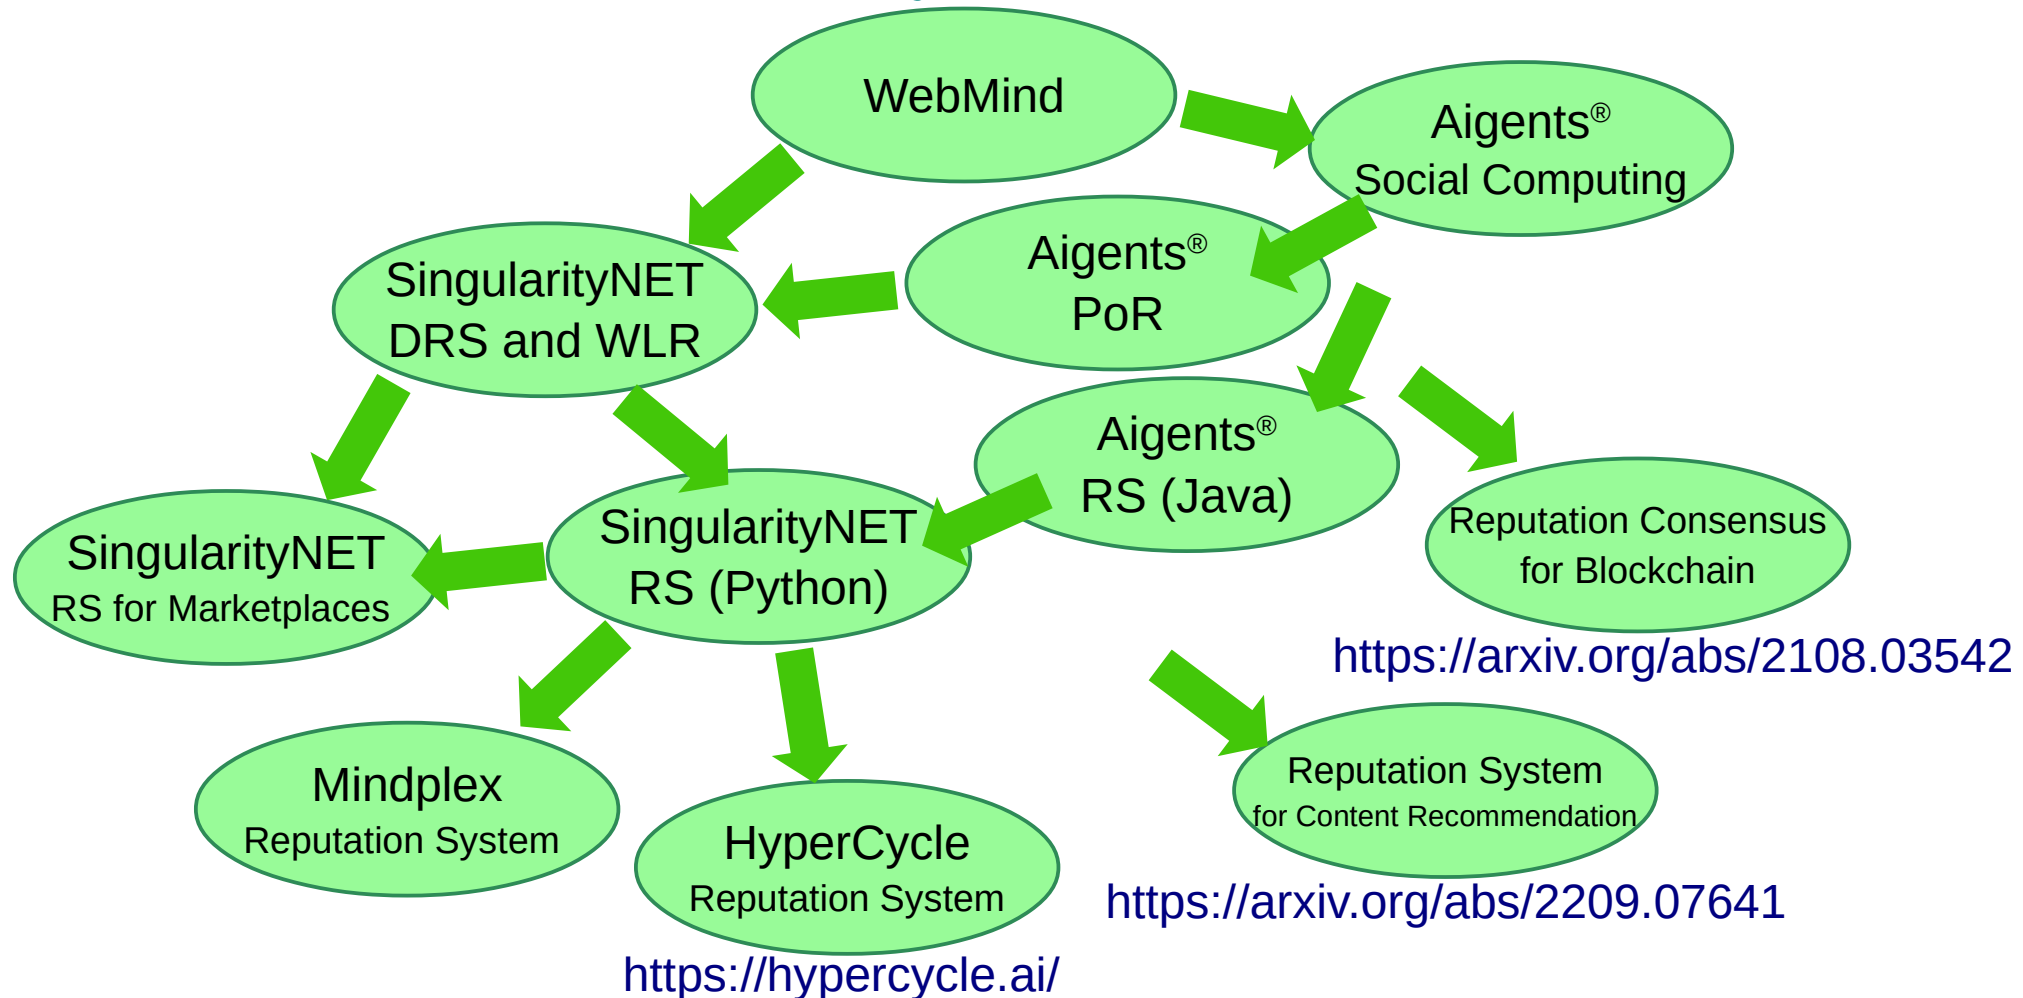 WebMind
Aigents®
Social Computing
Aigents®
PoR
SingularityNET
DRS and WLR
Aigents®
RS (Java)
SingularityNET
RS (Python)
SingularityNET
RS for Marketplaces
Reputation Consensus
for Blockchain
https://arxiv.org/abs/2108.03542
Mindplex
Reputation System
HyperCycle
Reputation System
https://hypercycle.ai/
Reputation System
for Content Recommendation
https://arxiv.org/abs/2209.07641